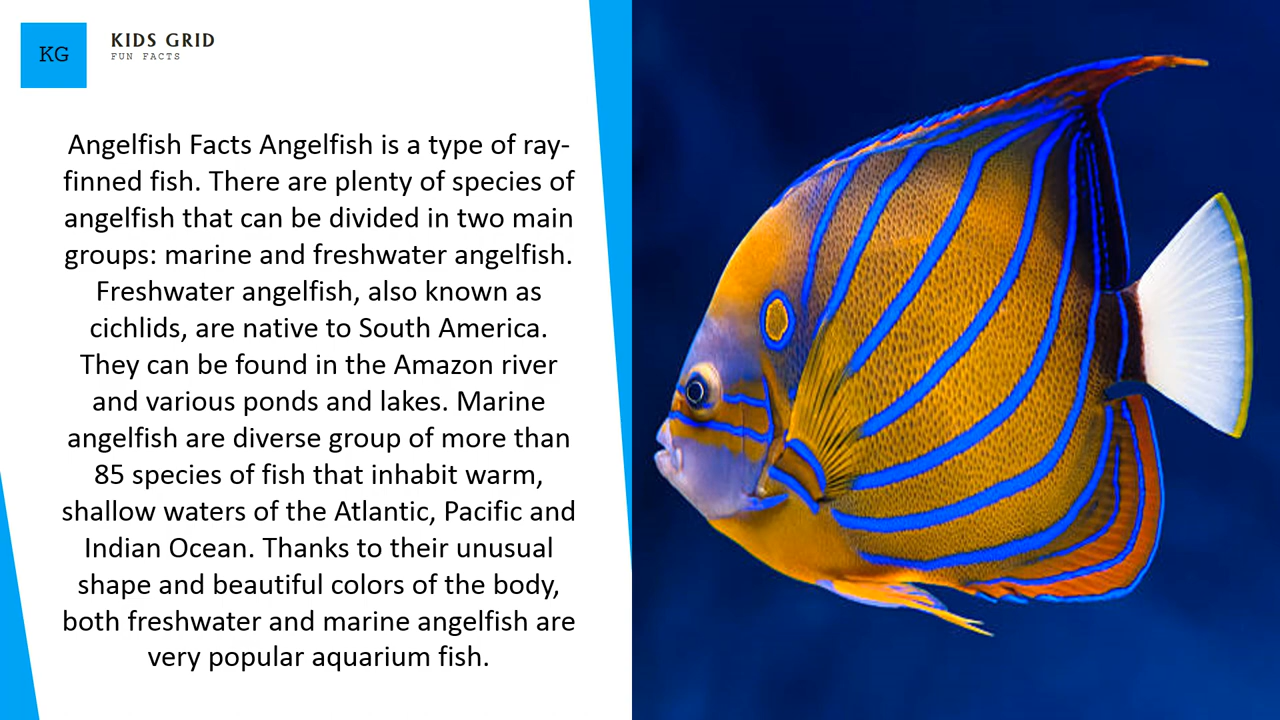 KG
KIDS GRID
FUN FACTS
Angelfish Facts Angelfish is a type of ray-
finned fish. There are plenty of species of
angelfish that can be divided in two main
groups: marine and freshwater angelfish.
Freshwater angelfish, also known as
cichlids, are native to South America.
They can be found in the Amazon river
and various ponds and lakes. Marine
angelfish are diverse group of more than
85 species of fish that inhabit warm,
shallow waters of the Atlantic, Pacific and
Indian Ocean. Thanks to their unusual
shape and beautiful colors of the body,
both freshwater and marine angelfish are
very popular aquarium fish.